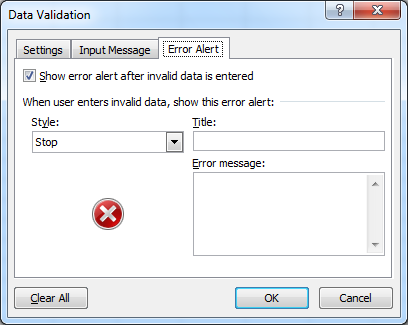 Data Validation
Settings
Input Message
Error Alert
Show error alert after invalid data is entered
When user enters invalid data, show this error alert:
Style:
Title:
Stop
Error message:
Clear All
OK
Cancel